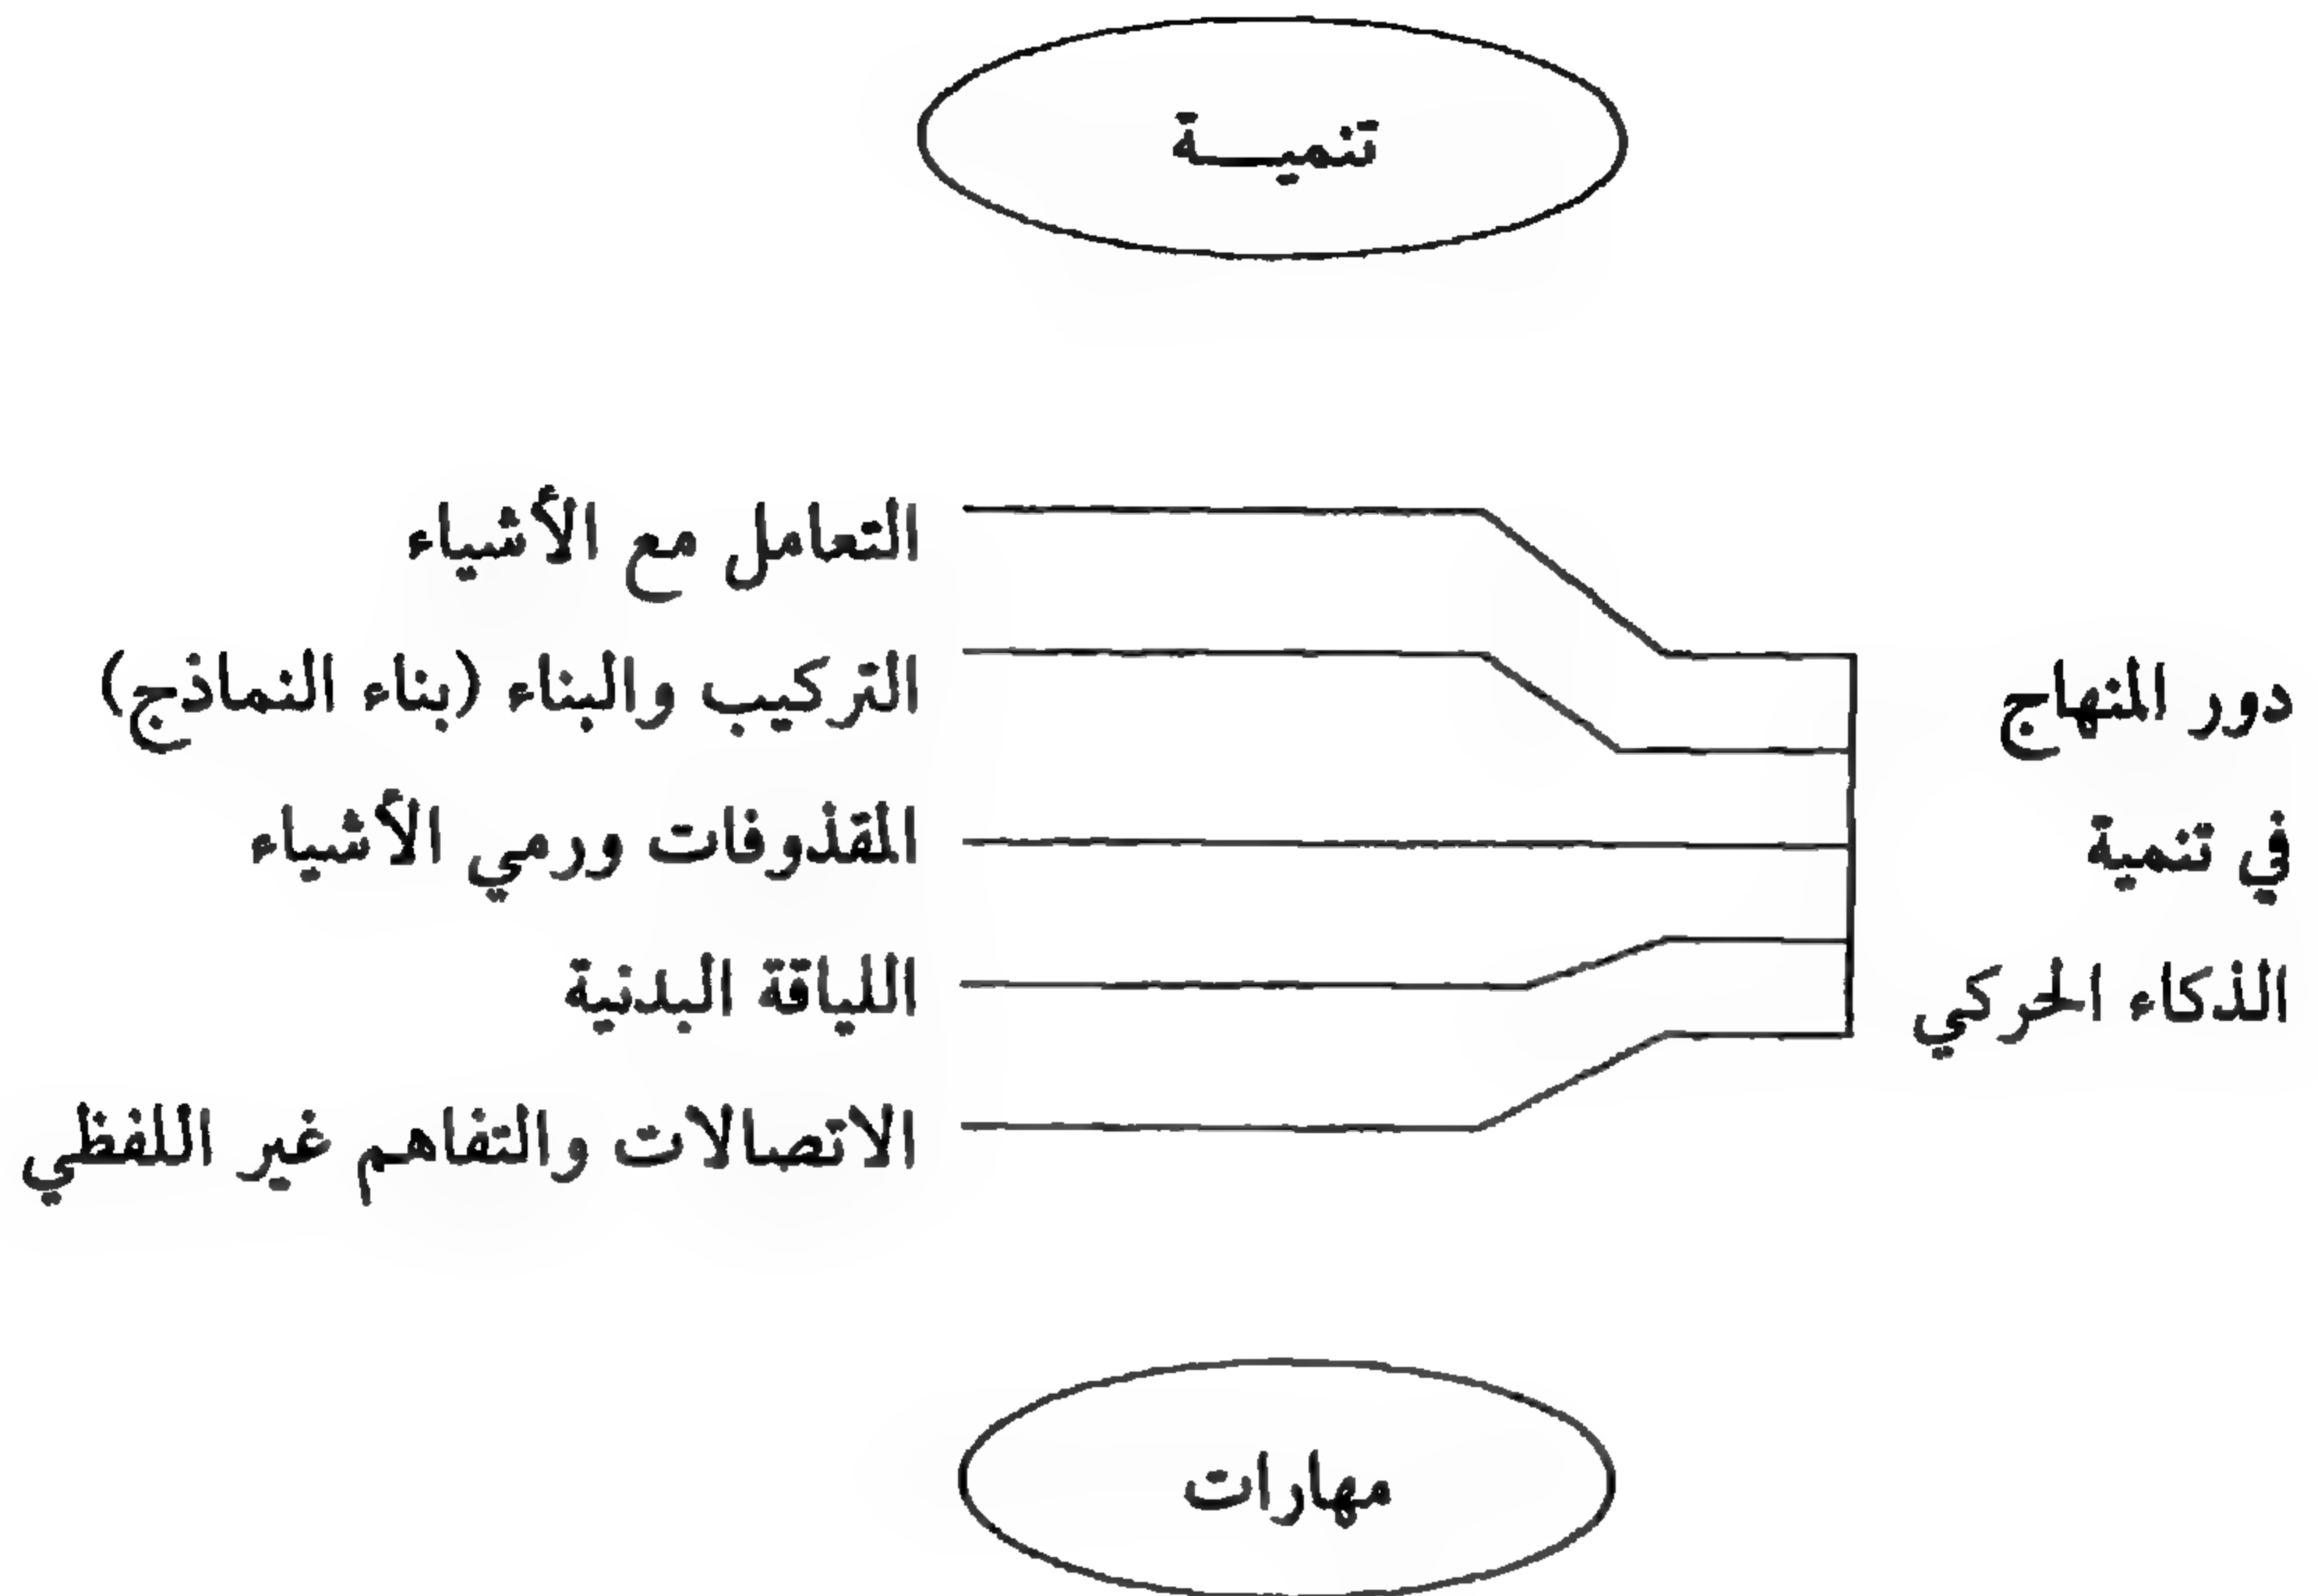 تنميـــة
دور المنهاج
في تنمية
الذكاء الحركي
التعامل مع الأشياء
التركيب والبناء (بناء النماذج)
المقذوفات ورمي الأشياء
اللياقة البدنية
الاتصالات والتفاهم غير اللفظي
مهارات